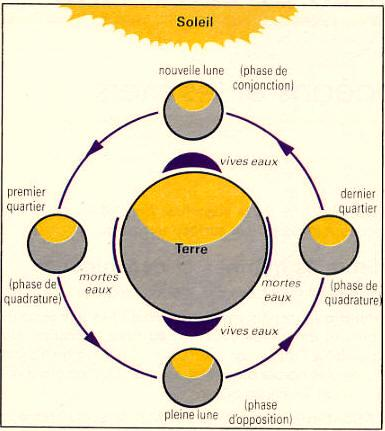 Soleil
nouvelle lune
(phase de
conjonction)
vives eaux
premier
quartier
dernier
quartier
Terre
(phase de
quadrature)
mortes
eaux
mortes
eaux
(phase de
quadrature)
vives eaux
pleine lune
(phase
d'opposition)